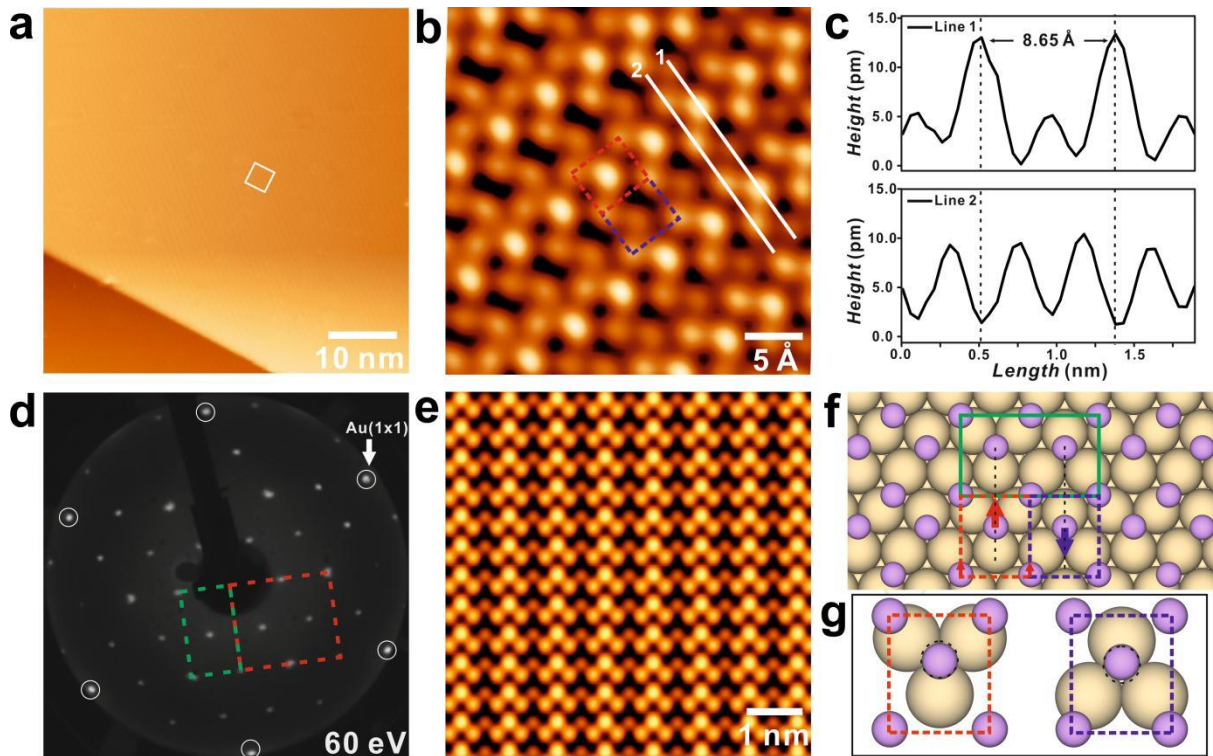 a
10 nm
b
1
2
5 Å
c
15.0
10.0
5.0
0.0
Height (pm)
Line 1
8.65 Å
15.0
10.0
5.0
0.0
Height (pm)
Line 2
0.0
0.5
1.0
1.5
Length (nm)
d
Au(1x1)
60 eV
e
1 nm
f
g